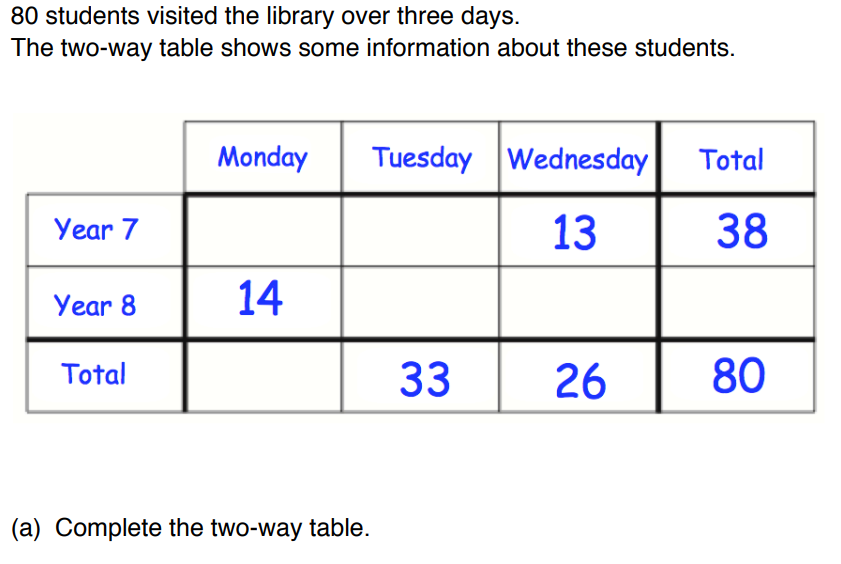 80 students visited the library over three days.
The two-way table shows some information about these students.
Monday Tuesday Wednesday Total
Year 7 13 38
Year 8 14
Total 33 26 80
(a) Complete the two-way table.